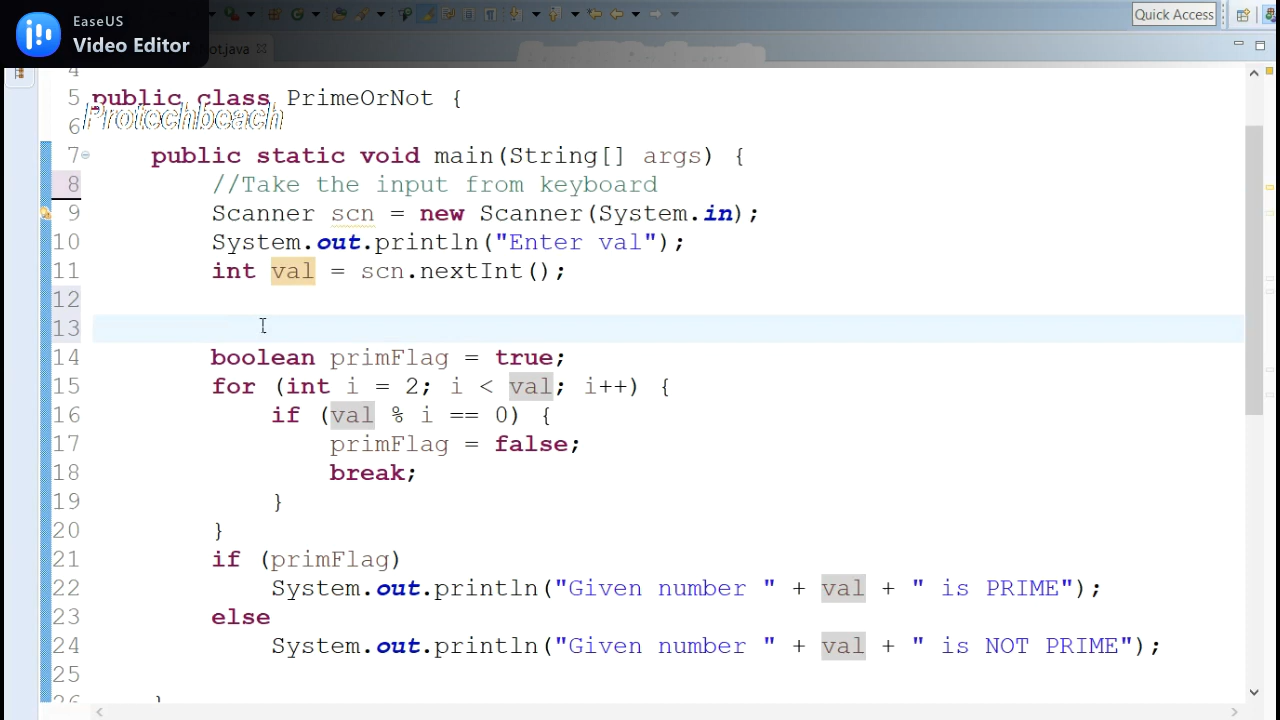 EaseUS
Video Editor
Quick Access
ot.java
4
5 public class PrimeOrNot {
Protechbeach
6
7 public static void main(String[] args) {
8 //Take the input from keyboard
9 Scanner scn = new Scanner(System.in);
10 System.out.println("Enter val");
11 int val = scn.nextInt();
12
13
14 boolean primFlag = true;
15 for (int i = 2; i < val; i++) {
16 if (val % i == 0) {
17 primFlag = false;
18 break;
19 }
20 }
21 if (primFlag)
22 System.out.println("Given number " + val + " is PRIME");
23 else
24 System.out.println("Given number " + val + " is NOT PRIME");
25
26 }